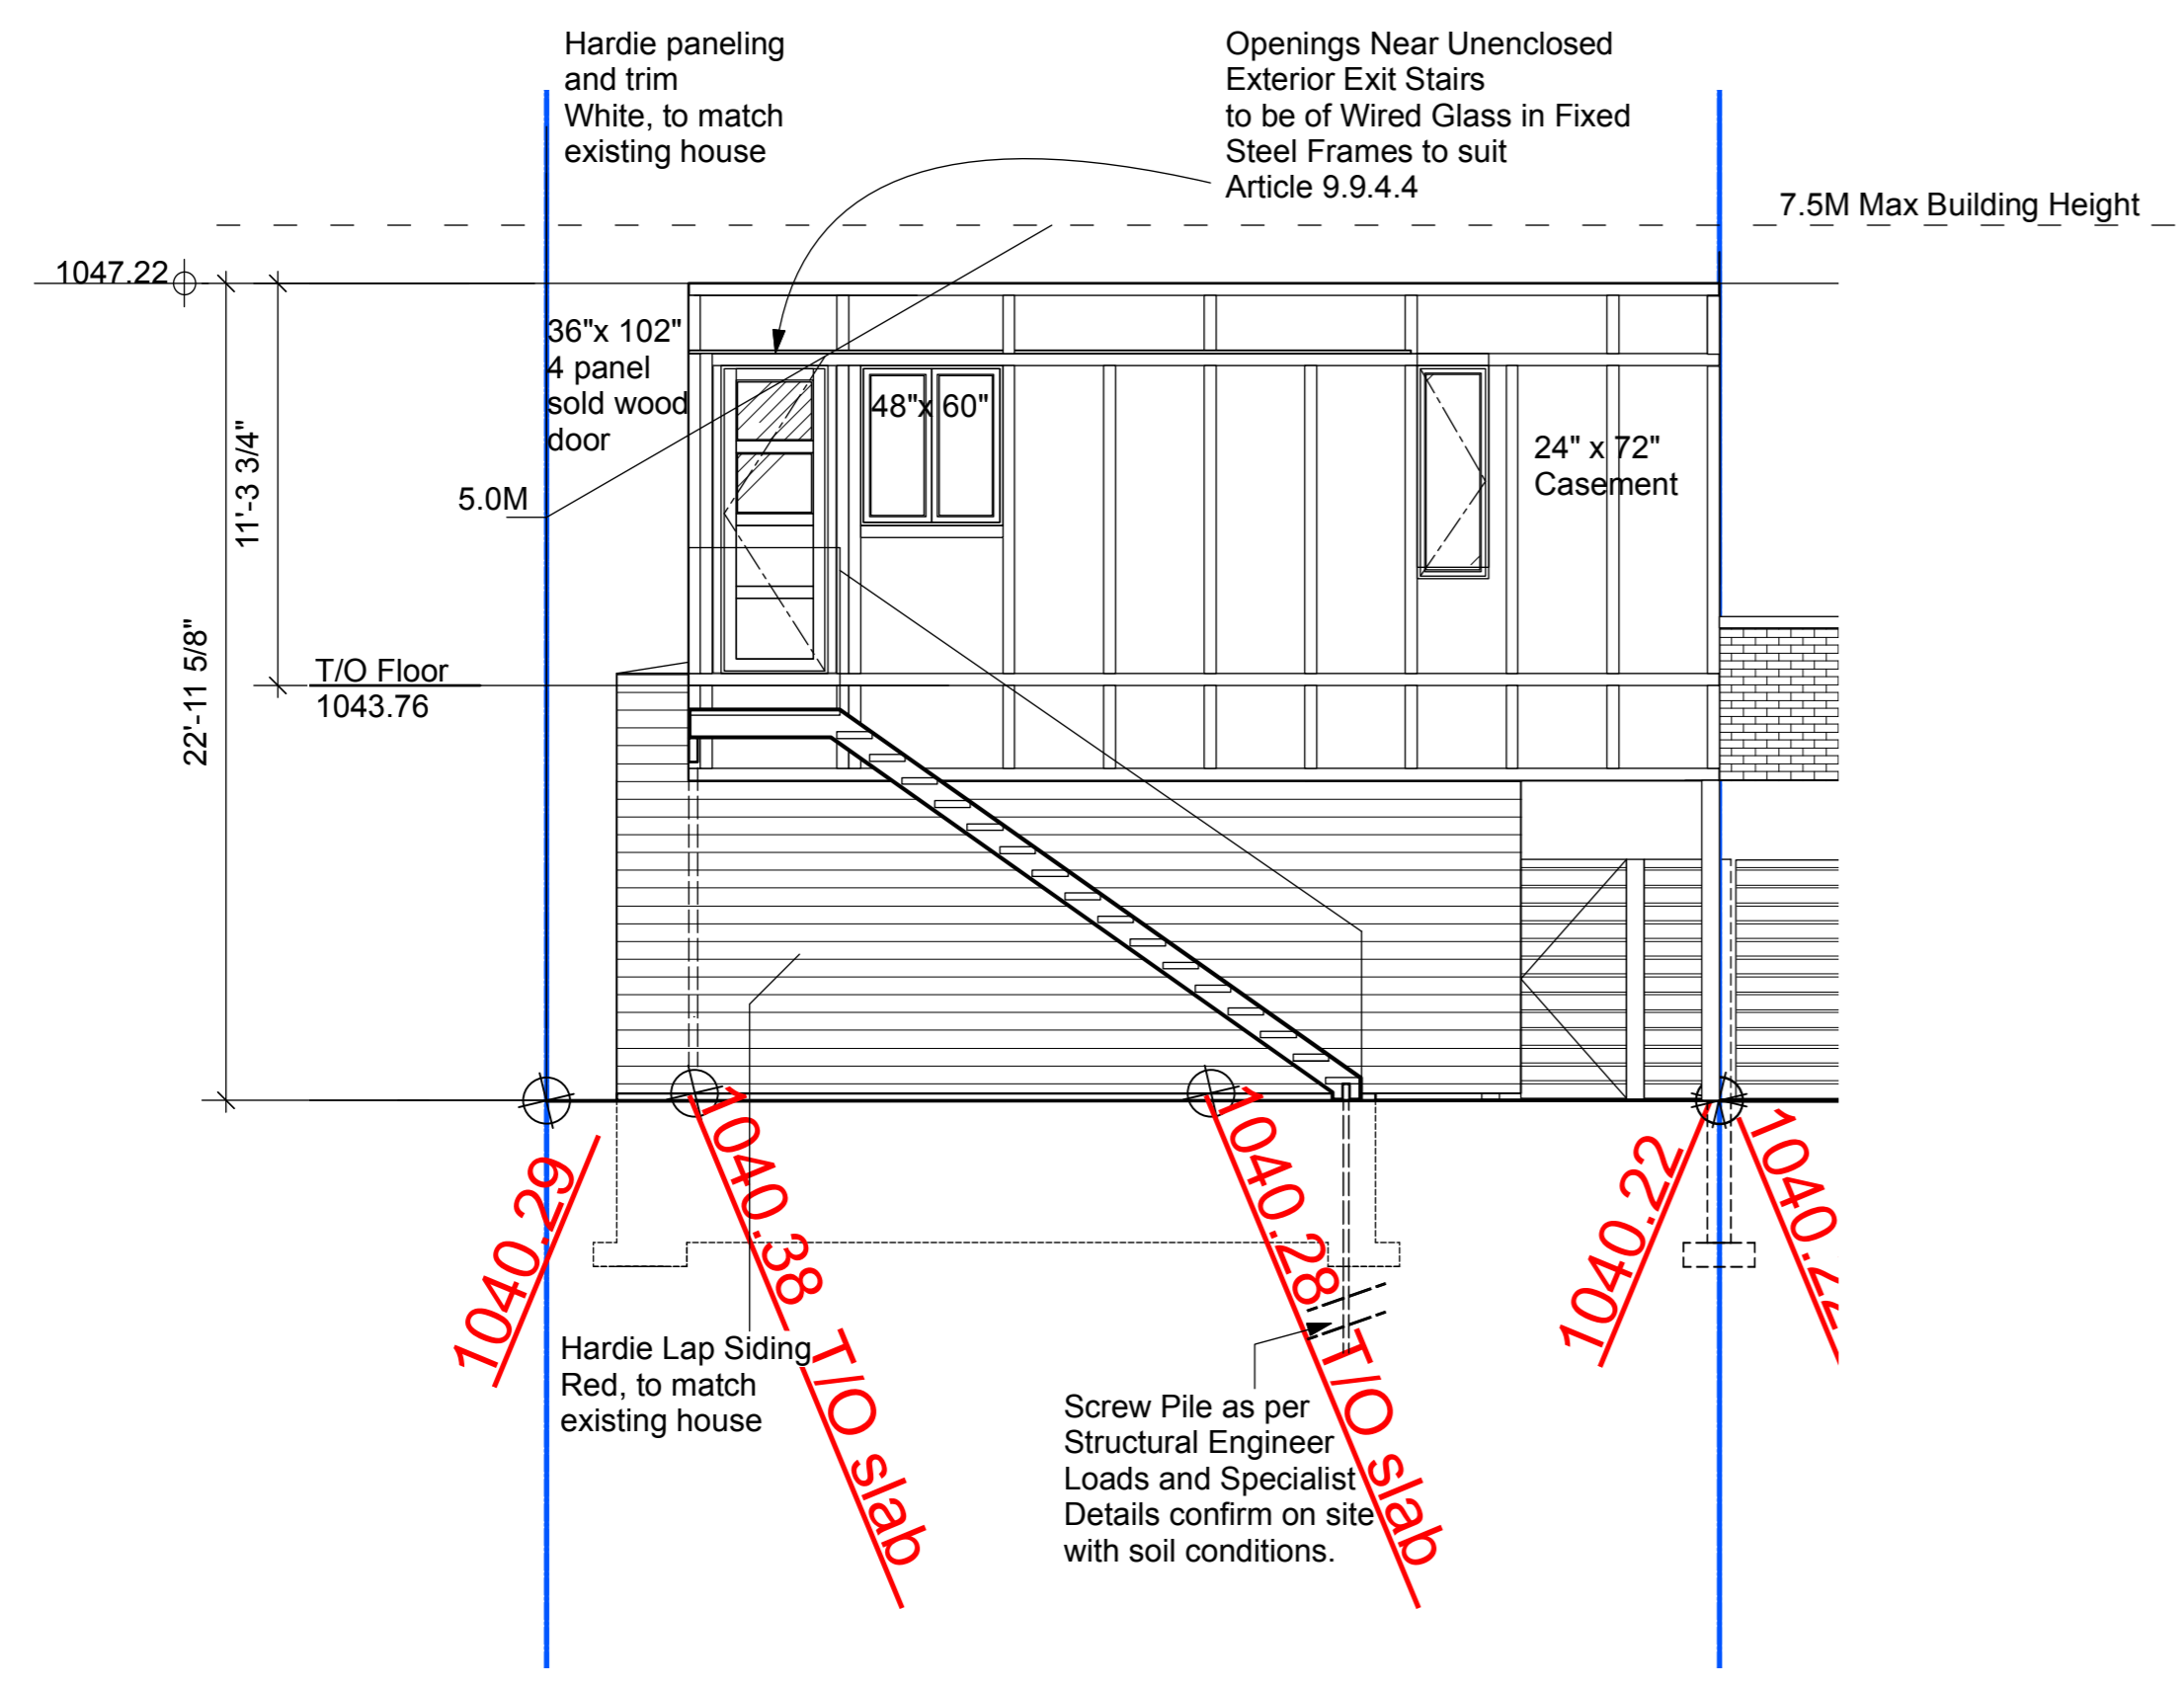 Hardie paneling
and trim
White, to match
existing house
Openings Near Unenclosed
Exterior Exit Stairs
to be of Wired Glass in Fixed
Steel Frames to suit
Article 9.9.4.4
7.5M Max Building Height
1047.22
36"x 102"
4 panel
sold wood
door
48"x 60"
24" x 72"
Casement
11'-3 3/4"
5.0M
22'-11 5/8"
T/O Floor
1043.76
1040.29
1040.38 T/O slab
1040.28 T/O slab
1040.22
1040.22
Hardie Lap Siding
Red, to match
existing house
Screw Pile as per
Structural Engineer
Loads and Specialist
Details confirm on site
with soil conditions.